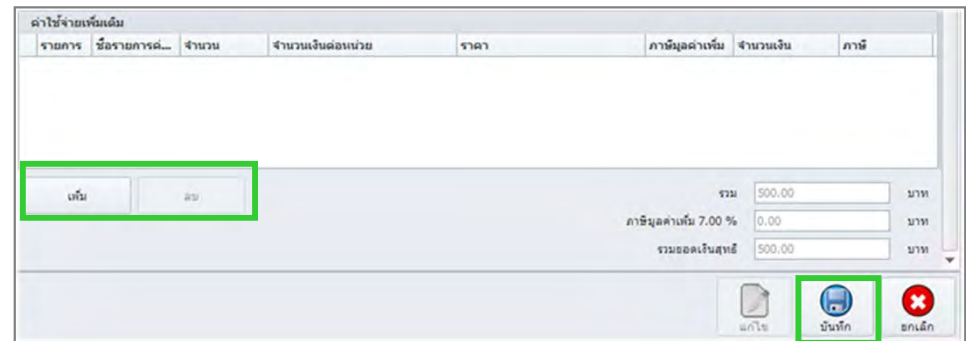 ค่าใช้จ่ายเพิ่มเติม
รายการ ชื่อรายการค่... จำนวน จำนวนเงินต่อหน่วย ราคา ภาษีมูลค่าเพิ่ม จำนวนเงิน ภาษี
เพิ่ม ลบ
รวม 500.00 บาท
ภาษีมูลค่าเพิ่ม 7.00 % 0.00 บาท
รวมยอดเงินสุทธิ 500.00 บาท
แก้ไข บันทึก ยกเลิก